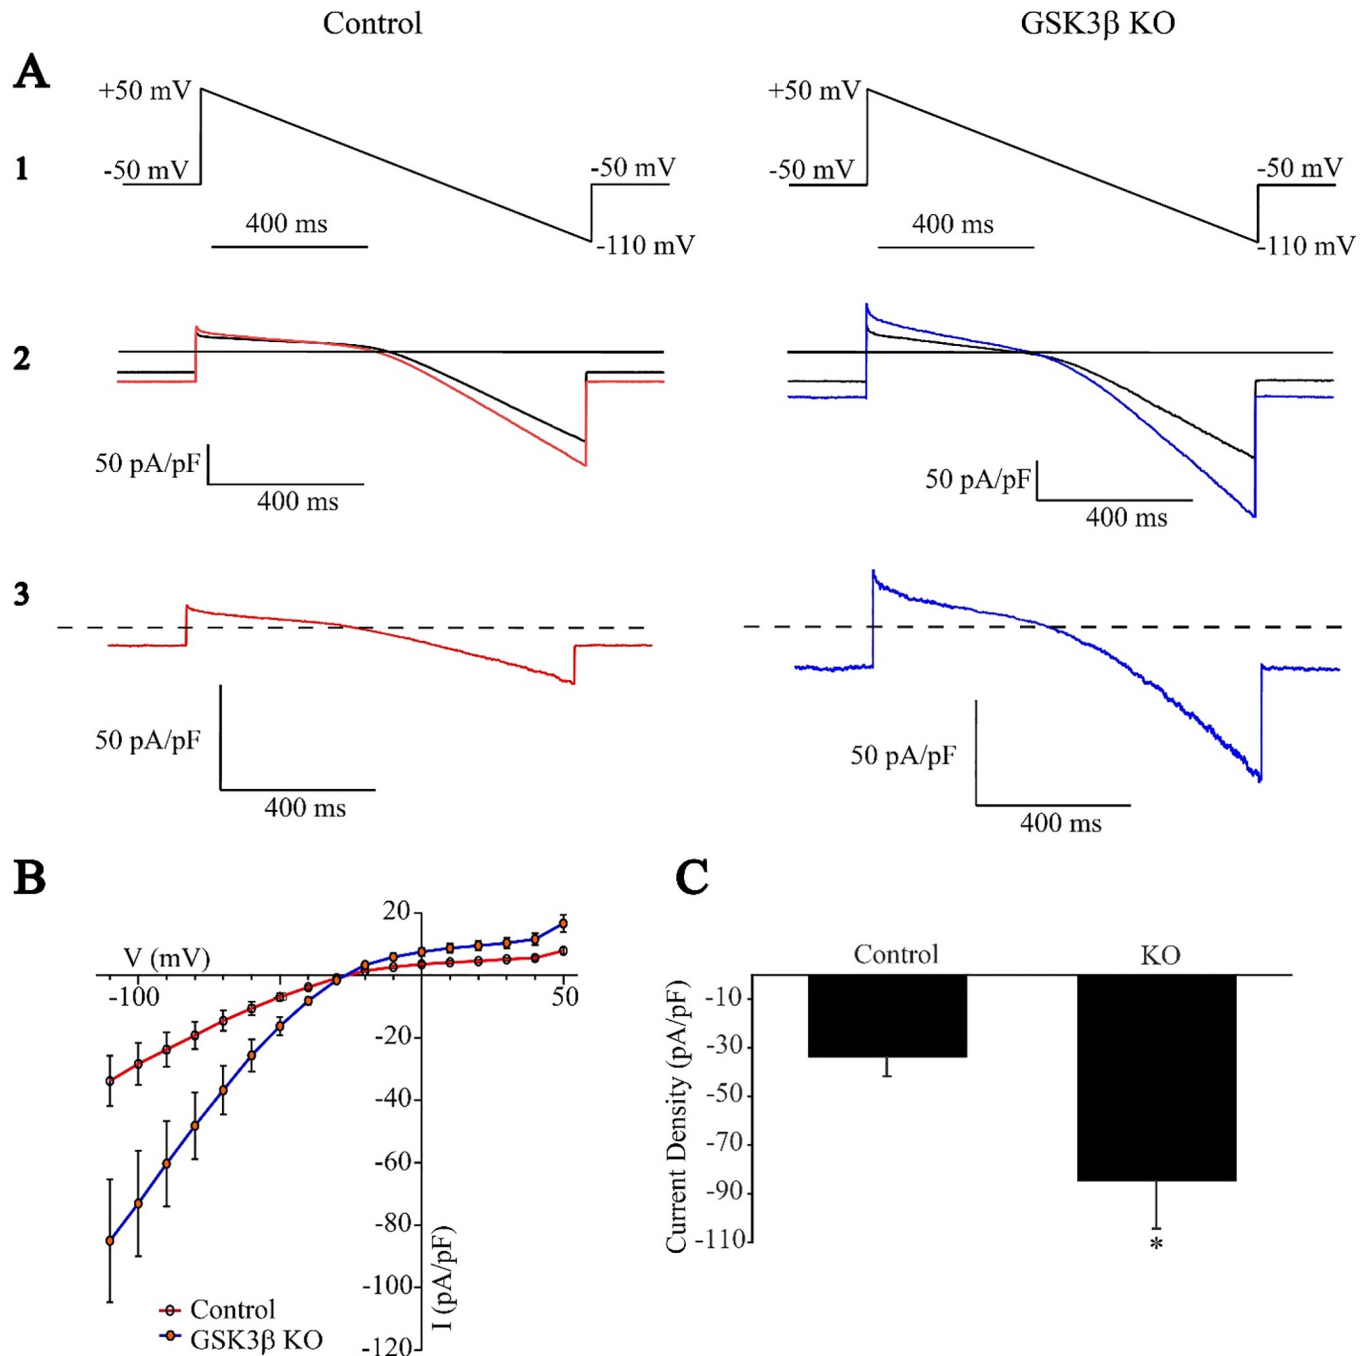 Control GSK3β KO
A
+50 mV +50 mV
1 -50 mV -50 mV -50 mV -50 mV
400 ms 400 ms
-110 mV -110 mV
2
50 pA/pF 50 pA/pF
400 ms 400 ms
3
50 pA/pF 50 pA/pF
400 ms 400 ms
B
V (mV)
-100 50
20
-20
-40
-60
-80
-100
-120
I (pA/pF)
Control
GSK3β KO
C
Control KO
Current Density (pA/pF)
-10
-30
-50
-70
-90
-110
*